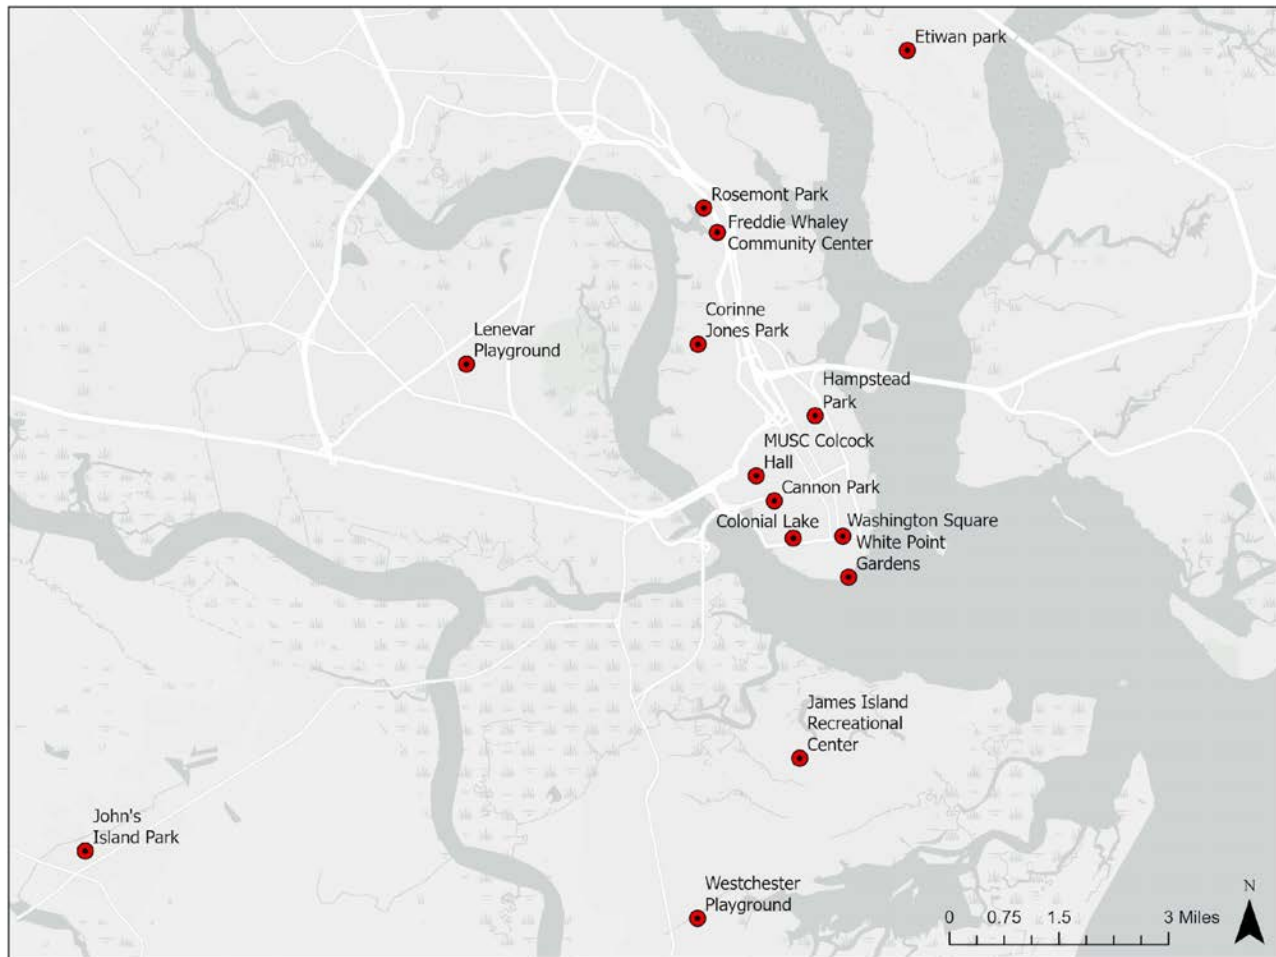 Etiwan park
Rosemont Park
Freddie Whaley
Community Center
Corinne
Jones Park
Lenevar
Playground
Hampstead
Park
MUSC Colcock
Hall
Cannon Park
Colonial Lake
Washington Square
White Point
Gardens
James Island
Recreational
Center
John's
Island Park
Westchester
Playground
N
0 0.75 1.5 3 Miles